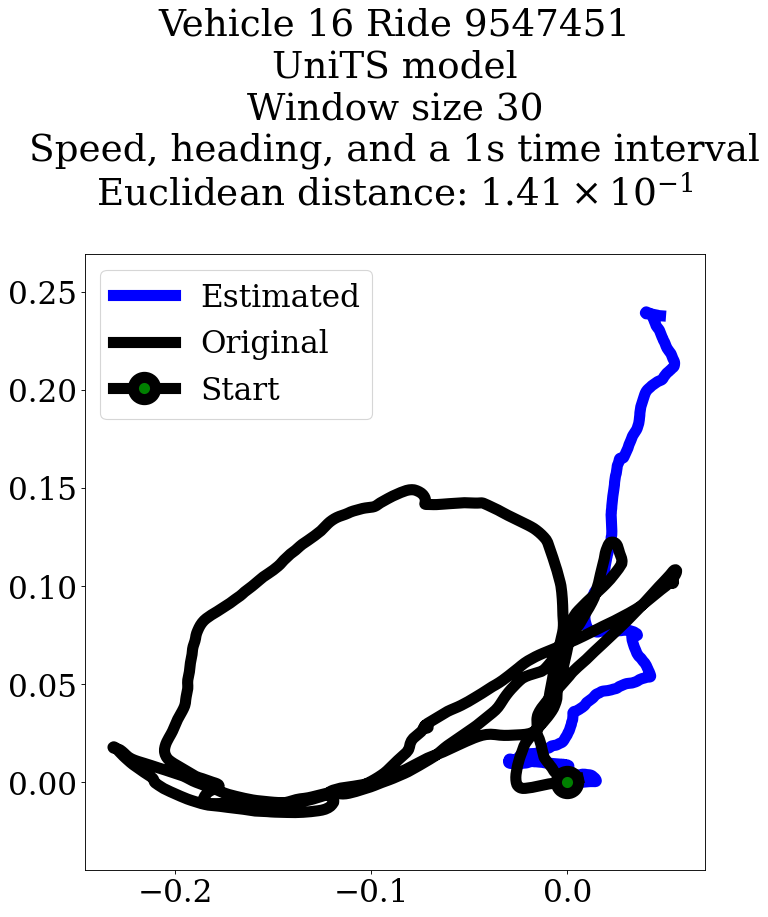 Vehicle 16 Ride 9547451
UniTS model
Window size 30
Speed, heading, and a 1s time interval
Euclidean distance: 1.41 × 10⁻¹
Estimated
Original
Start
0.25
0.20
0.15
0.10
0.05
0.00
−0.2 −0.1 0.0